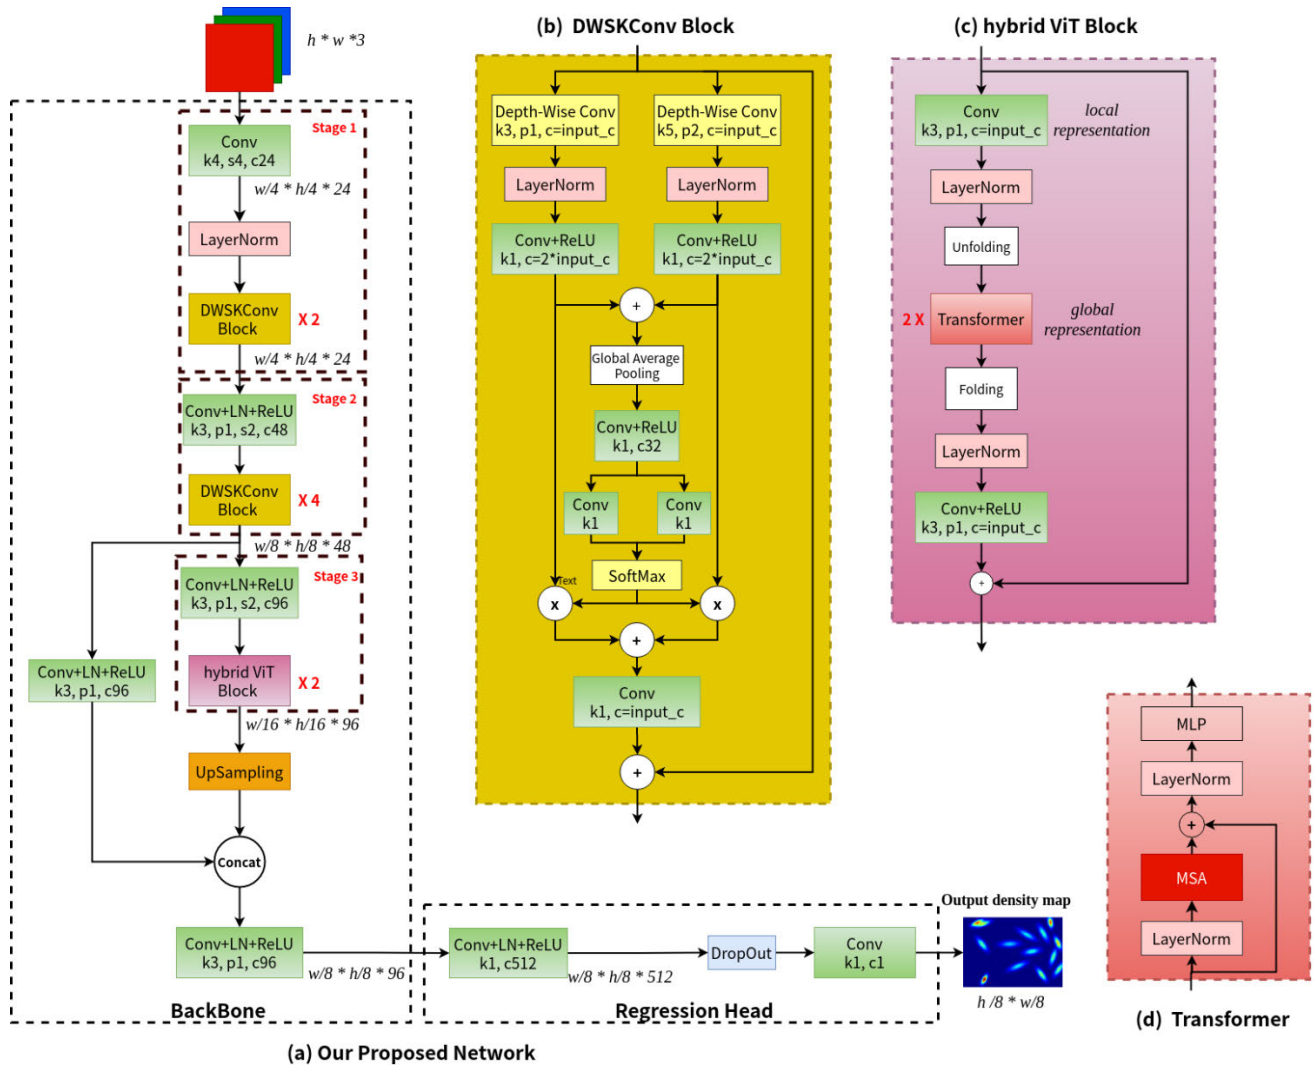 h * w *3
Stage 1
Conv
k4, s4, c24
w/4 * h/4 * 24
LayerNorm
DWSKConv
Block
X 2
w/4 * h/4 * 24
Stage 2
Conv+LN+ReLU
k3, p1, s2, c48
DWSKConv
Block
X 4
w/8 * h/8 * 48
Stage 3
Conv+LN+ReLU
k3, p1, s2, c96
Conv+LN+ReLU
k3, p1, c96
hybrid ViT
Block
X 2
w/16 * h/16 * 96
UpSampling
Concat
Conv+LN+ReLU
k3, p1, c96
w/8 * h/8 * 96
BackBone
Conv+LN+ReLU
k1, c512
w/8 * h/8 * 512
DropOut
Conv
k1, c1
Regression Head
Output density map
h /8 * w/8
(a) Our Proposed Network
(b) DWSKConv Block
Depth-Wise Conv
k3, p1, c=input_c
Depth-Wise Conv
k5, p2, c=input_c
LayerNorm
LayerNorm
Conv+ReLU
k1, c=2*input_c
Conv+ReLU
k1, c=2*input_c
+
Global Average
Pooling
Conv+ReLU
k1, c32
Conv
k1
Conv
k1
SoftMax
Text
x
x
+
Conv
k1, c=input_c
+
(c) hybrid ViT Block
Conv
k3, p1, c=input_c
local
representation
LayerNorm
Unfolding
2 X
Transformer
global
representation
Folding
LayerNorm
Conv+ReLU
k3, p1, c=input_c
+
MLP
LayerNorm
+
MSA
LayerNorm
(d) Transformer